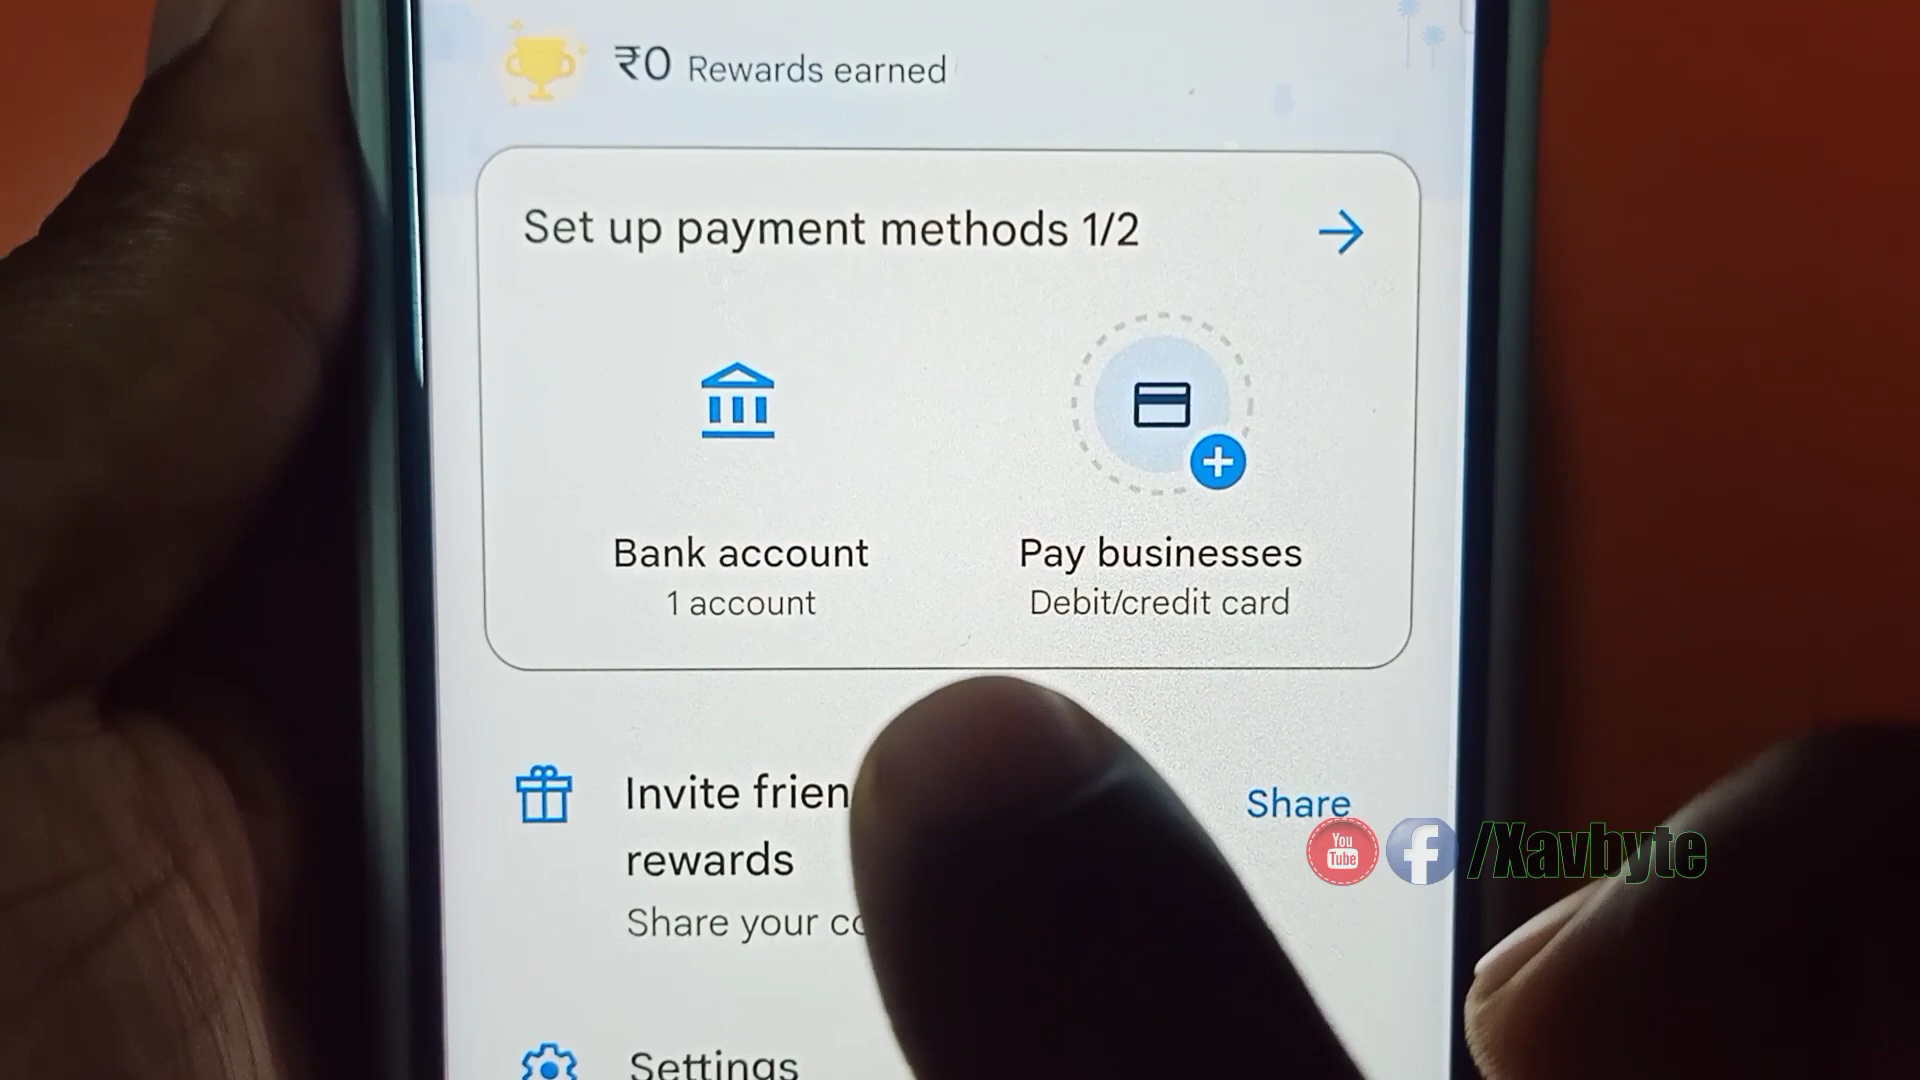 ₹0 Rewards earned
Set up payment methods 1/2
Bank account
1 account
Pay businesses
Debit/credit card
Invite
rewards
Share your
Share
You
Tube
f /Xavbyte
Settings